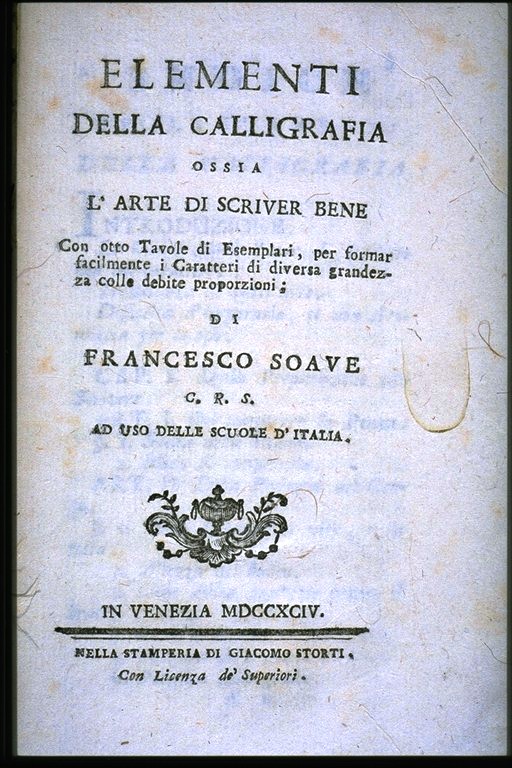 ELEMENTI
DELLA CALLIGRAFIA
OSSIA
L' ARTE DI SCRIVER BENE
Con otto Tavole di Esemplari, per formar
facilmente i Caratteri di diversa grandez-
za colle debite proporzioni;
DI
FRANCESCO SOAVE
C. R. S.
AD USO DELLE SCUOLE D' ITALIA.
IN VENEZIA MDCCXCIV.
NELLA STAMPERIA DI GIACOMO STORTI.
Con Licenza de' Superiori.